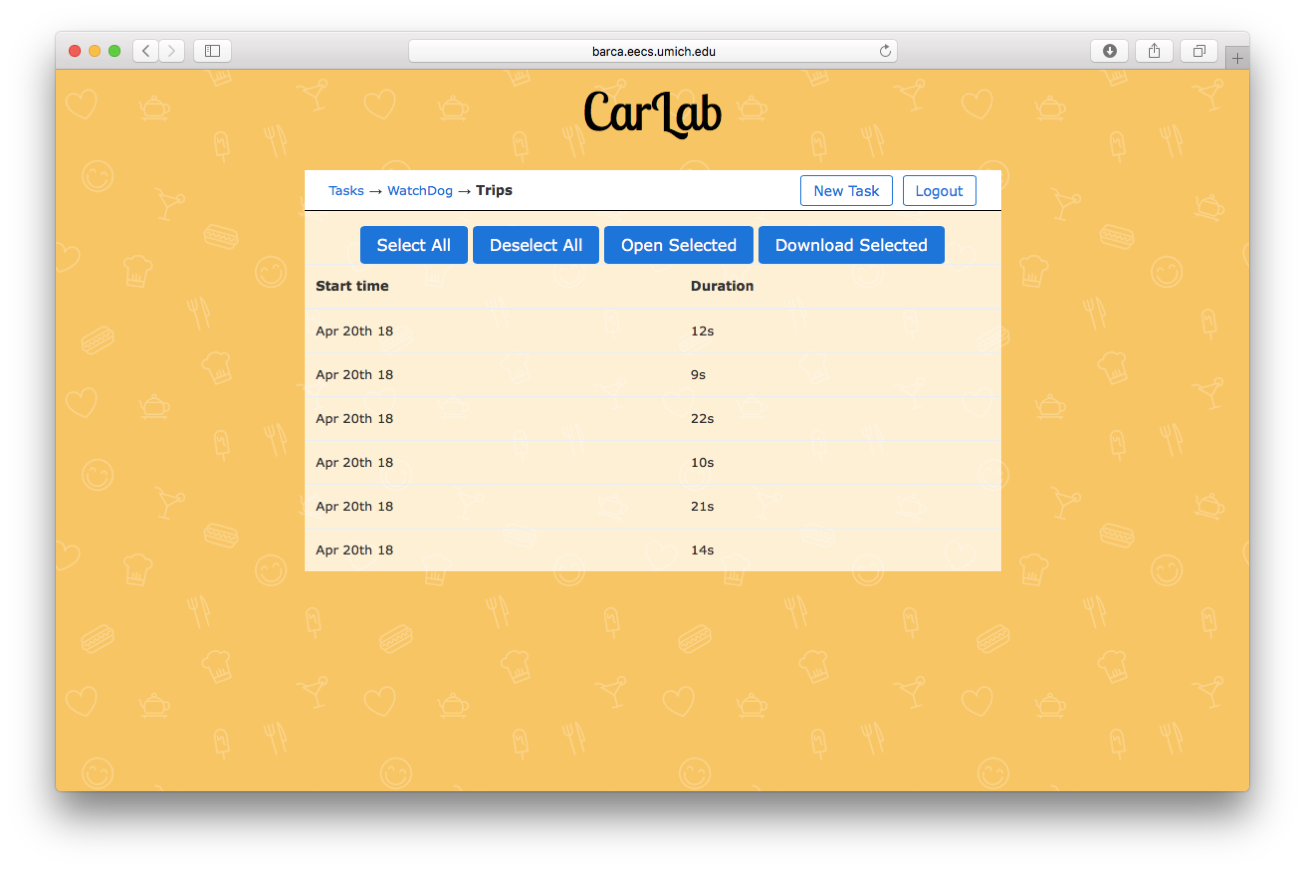 barca.eecs.umich.edu
CarLab
Tasks → WatchDog → Trips
New Task Logout
Select All Deselect All Open Selected Download Selected
Start time Duration
Apr 20th 18 12s
Apr 20th 18 9s
Apr 20th 18 22s
Apr 20th 18 10s
Apr 20th 18 21s
Apr 20th 18 14s